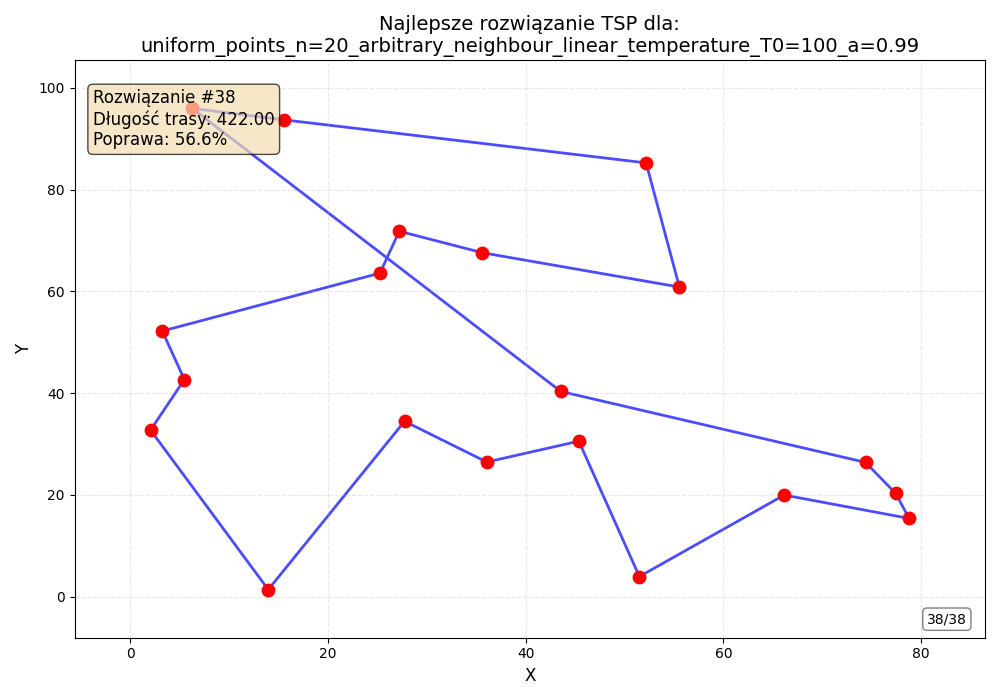 Najlepsze rozwiązanie TSP dla:
uniform_points_n=20_arbitrary_neighbour_linear_temperature_T0=100_a=0.99
Rozwiązanie #38
Długość trasy: 422.00
Poprawa: 56.6%
100
80
60
40
20
0
Y
0
20
40
60
80
X
38/38